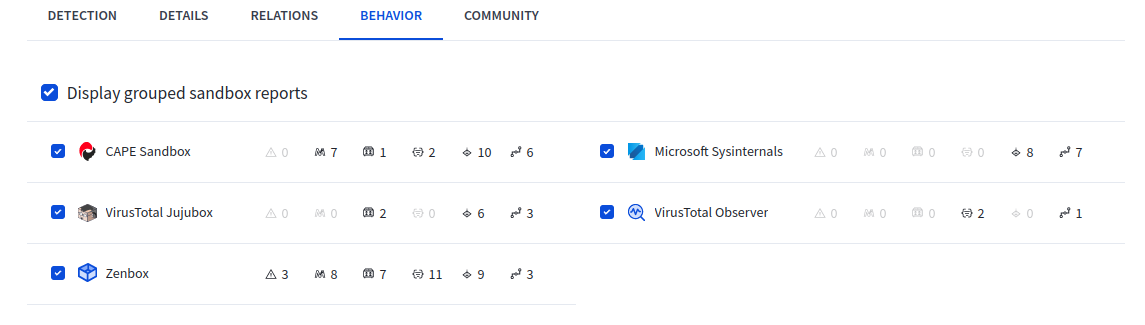 DETECTION DETAILS RELATIONS BEHAVIOR COMMUNITY
Display grouped sandbox reports
CAPE Sandbox 0 7 1 2 10 6
Microsoft Sysinternals 0 0 0 0 8 7
VirusTotal Jujubox 0 0 2 0 6 3
VirusTotal Observer 0 0 0 2 0 1
Zenbox 3 8 7 11 9 3